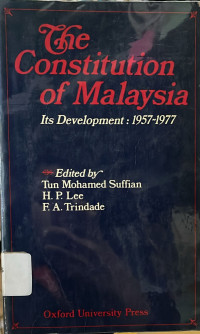 The
Constitution
of Malaysia
Its Development: 1957-1977
Edited by
Tun Mohamed Suffian
H. P. Lee
F. A. Trindade
Oxford University Press